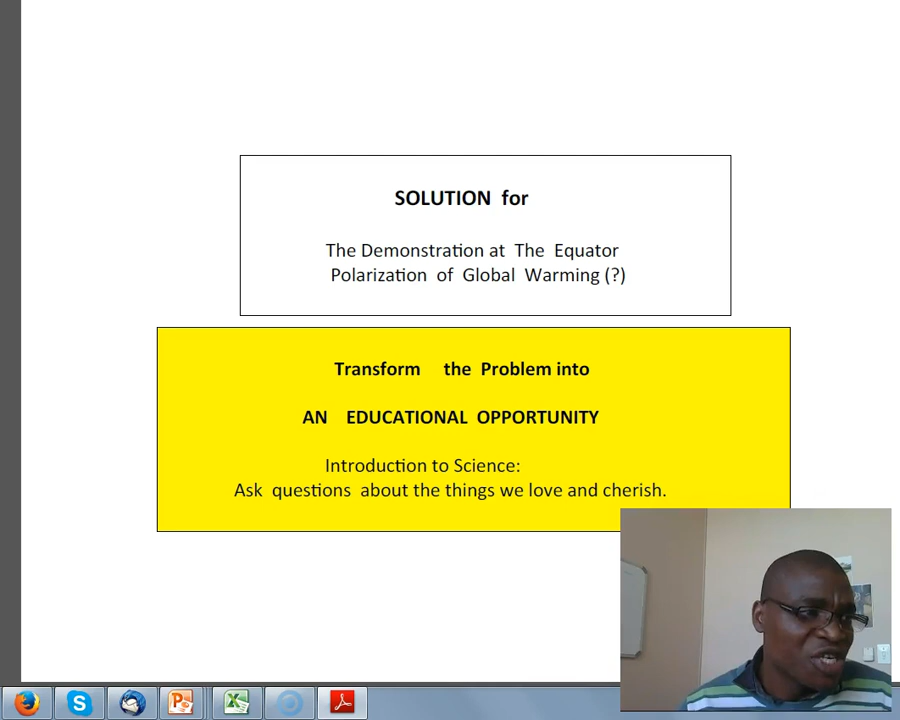 SOLUTION for
The Demonstration at The Equator
Polarization of Global Warming (?)
Transform the Problem into
AN EDUCATIONAL OPPORTUNITY
Introduction to Science:
Ask questions about the things we love and cherish.